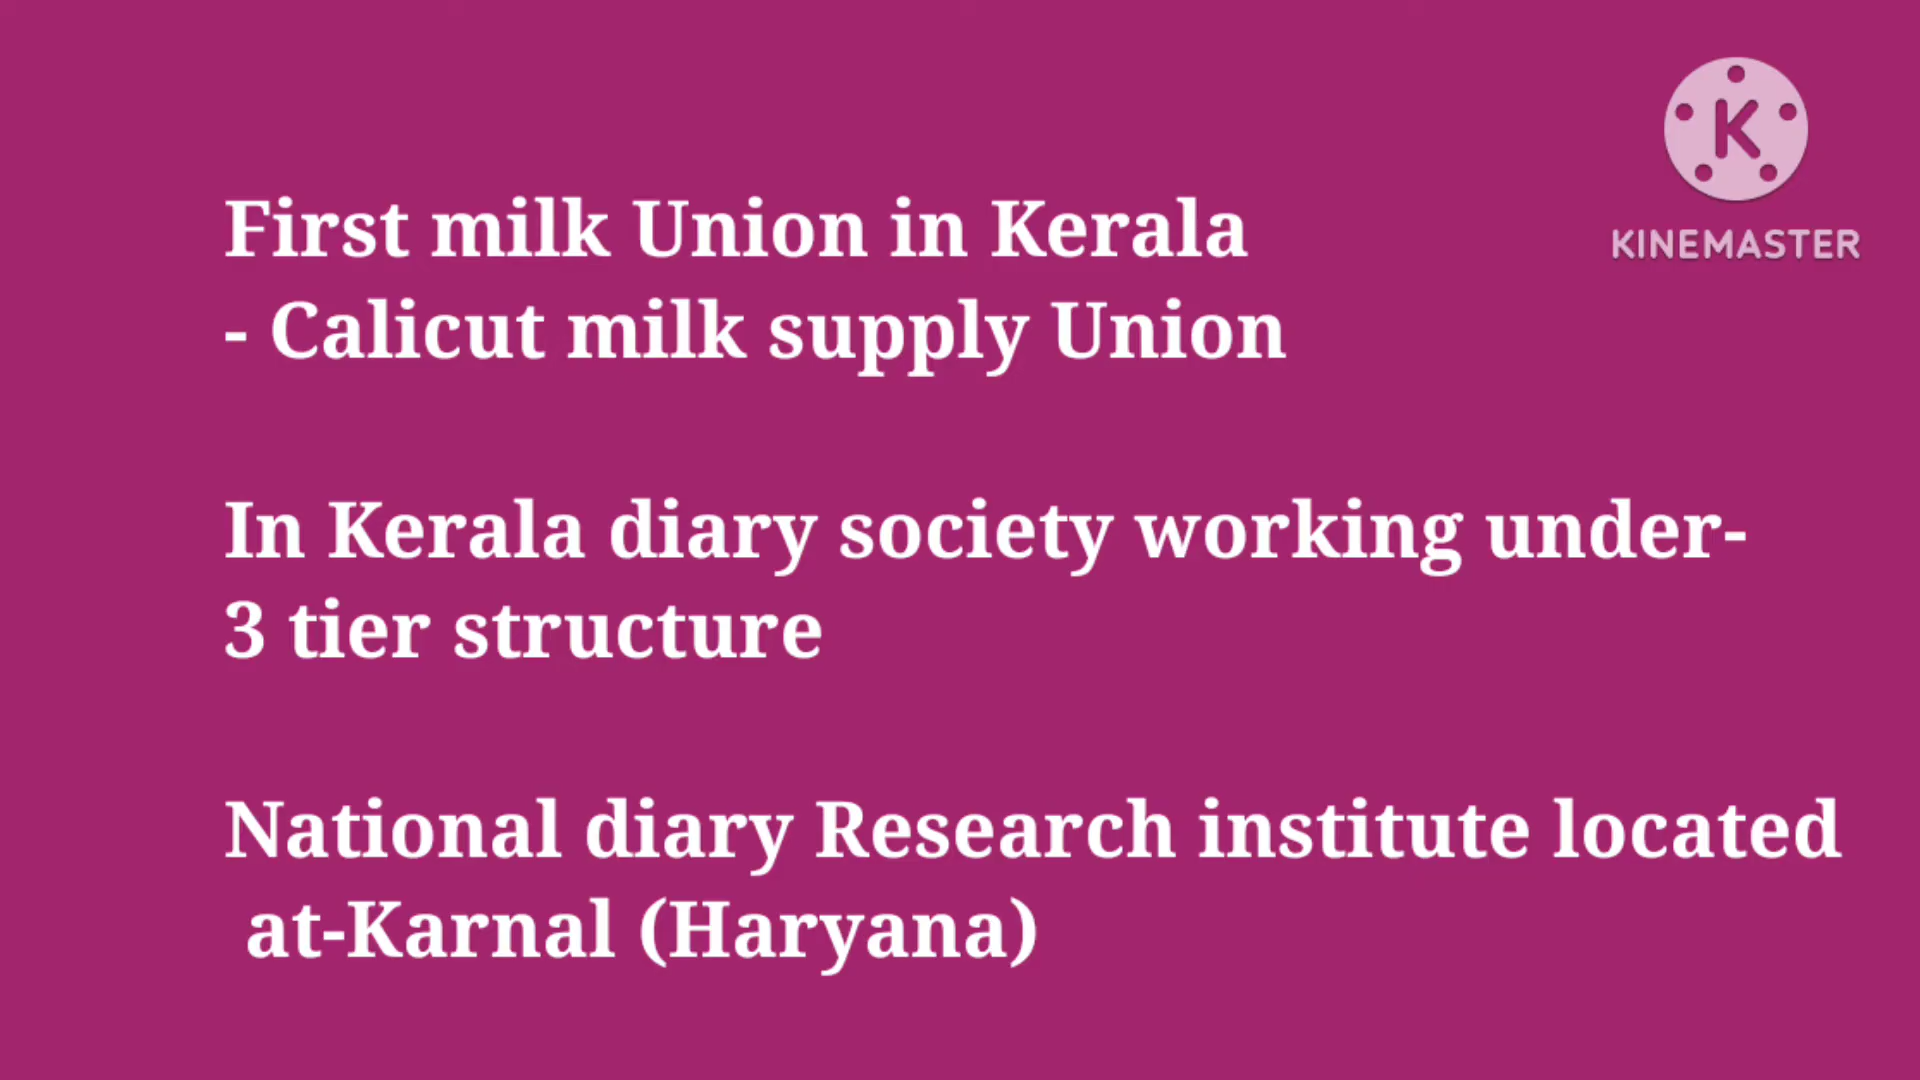 KINEMASTER
First milk Union in Kerala
- Calicut milk supply Union
In Kerala diary society working under-
3 tier structure
National diary Research institute located
at-Karnal (Haryana)